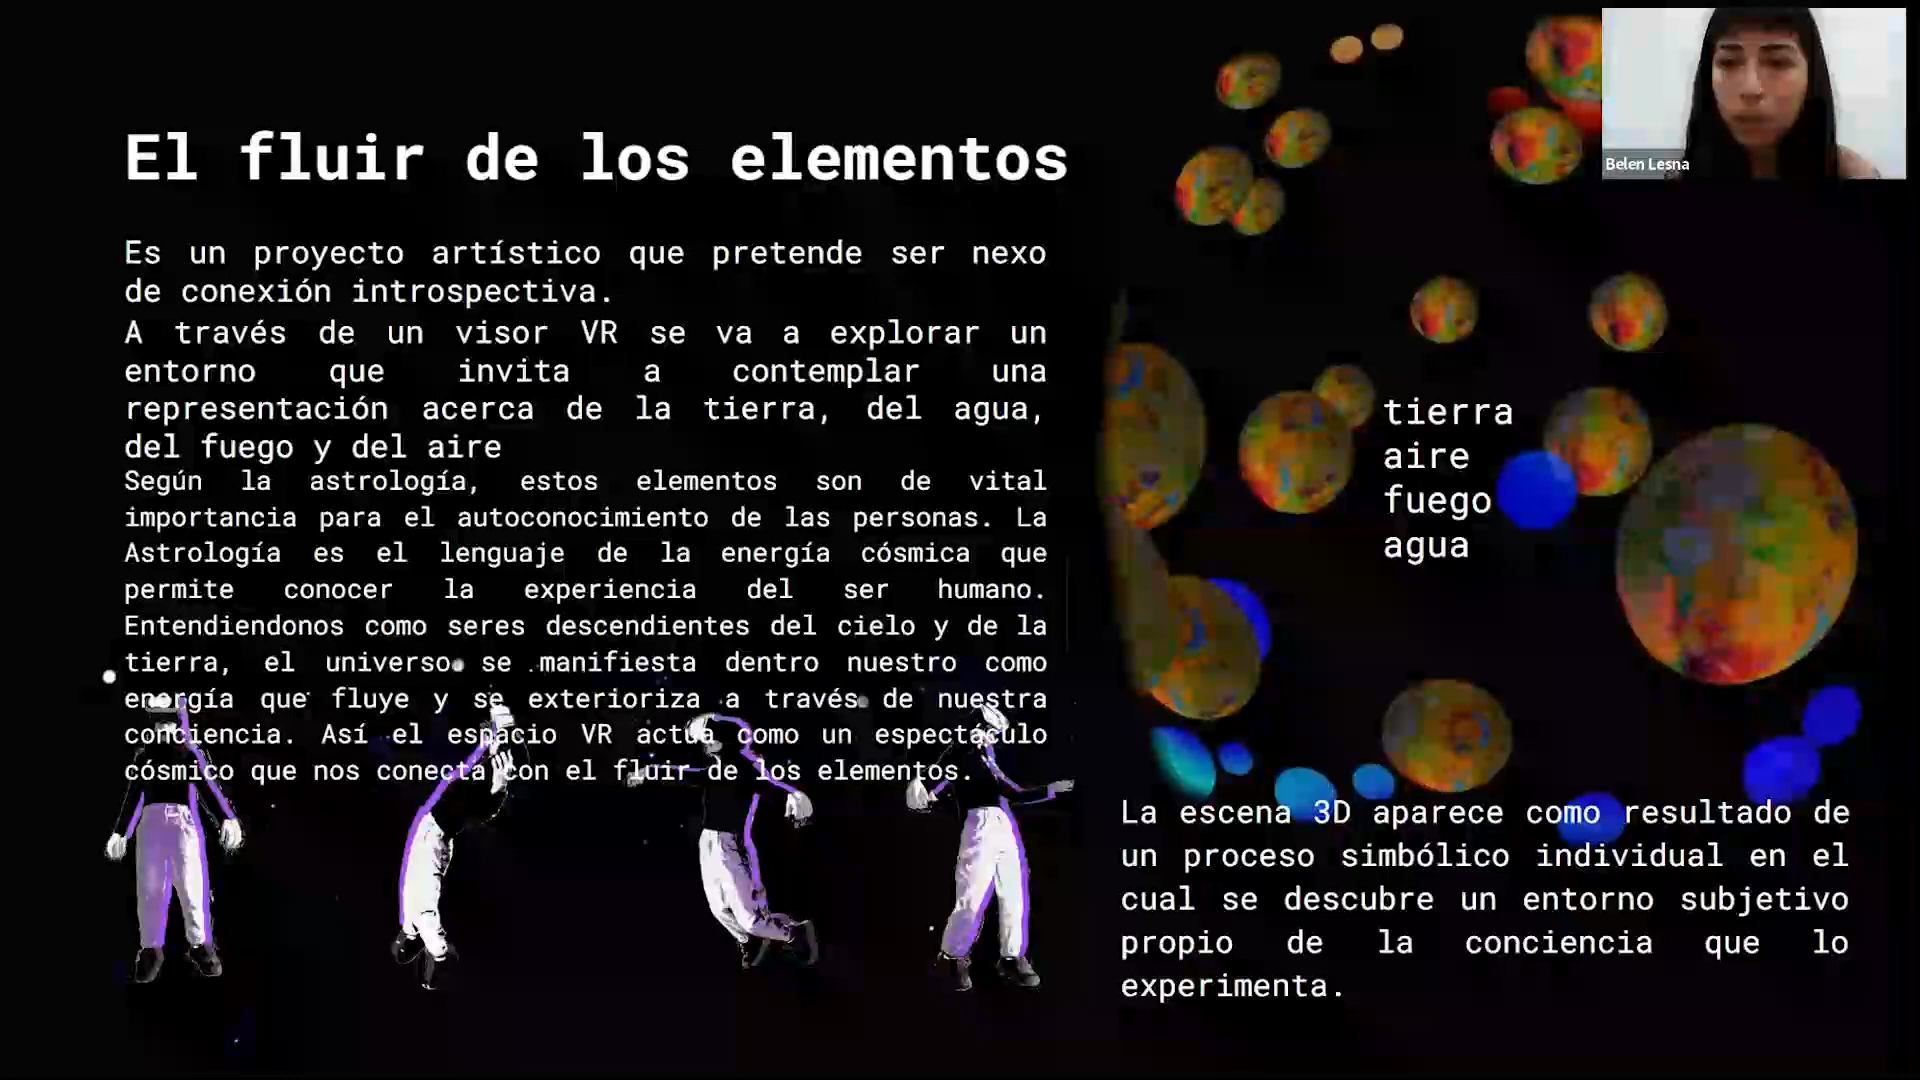 El fluir de los elementos
Es un proyecto artístico que pretende ser nexo
de conexión introspectiva.
A través de un visor VR se va a explorar un
entorno que invita a contemplar una
representación acerca de la tierra, del agua,
del fuego y del aire
Según la astrología, estos elementos son de vital
importancia para el autoconocimiento de las personas. La
Astrología es el lenguaje de la energía cósmica que
permite conocer la experiencia del ser humano.
Entendiendonos como seres descendientes del cielo y de la
tierra, el universo se manifiesta dentro nuestro como
energía que fluye y se exterioriza a través de nuestra
conciencia. Así el espacio VR actúa como un espectáculo
cósmico que nos conecta con el fluir de los elementos.
tierra
aire
fuego
agua
La escena 3D aparece como resultado de
un proceso simbólico individual en el
cual se descubre un entorno subjetivo
propio de la conciencia que lo
experimenta.
Belen Lesna